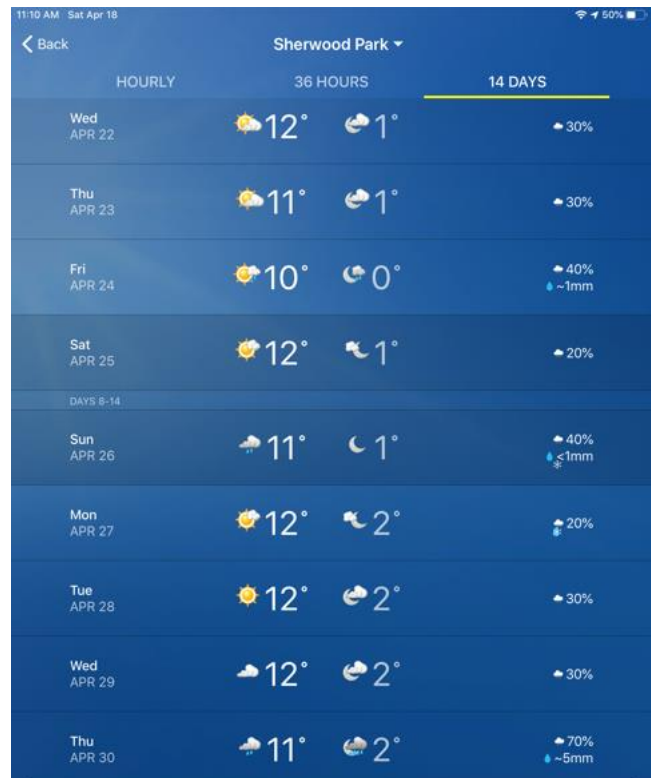 11:10 AM Sat Apr 18 50%
Back Sherwood Park
HOURLY 36 HOURS 14 DAYS
Wed
APR 22
12° 1° 30%
Thu
APR 23
11° 1° 30%
Fri
APR 24
10° 0° 40%
~1mm
Sat
APR 25
12° 1° 20%
DAYS 8-14
Sun
APR 26
11° 1° 40%
<1mm
Mon
APR 27
12° 2° 20%
Tue
APR 28
12° 2° 30%
Wed
APR 29
12° 2° 30%
Thu
APR 30
11° 2° 70%
~5mm